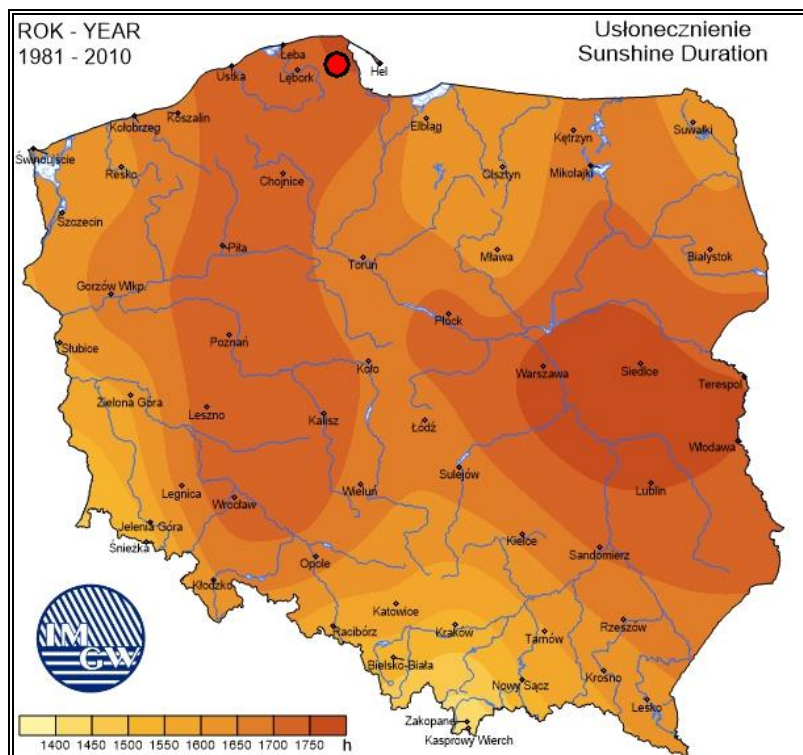 ROK - YEAR
1981 - 2010
Usłonecznienie
Sunshine Duration
Łeba
Hel
Ustka
Lębork
Koszalin
Kołobrzeg
Elbląg
Kętrzyn
Suwałki
Świnoujście
Resko
Chojnice
Olsztyn
Mikołajki
Szczecin
Piła
Toruń
Mława
Białystok
Gorzów Wlkp.
Płock
Słubice
Poznań
Koło
Warszawa
Siedlce
Terespol
Zielona Góra
Leszno
Kalisz
Łódź
Włodawa
Sulejów
Legnica
Wrocław
Wieluń
Lublin
Jelenia Góra
Śnieżka
Kielce
Sandomierz
Opole
Kłodzko
Katowice
Racibórz
Kraków
Tarnów
Rzeszów
Bielsko-Biała
Krosno
Nowy Sącz
Lesko
Zakopane
Kasprowy Wierch
IM
GW
1400 1450 1500 1550 1600 1650 1700 1750 h